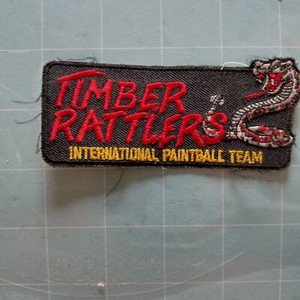 TIMBER
RATTLERS
INTERNATIONAL PAINTBALL TEAM